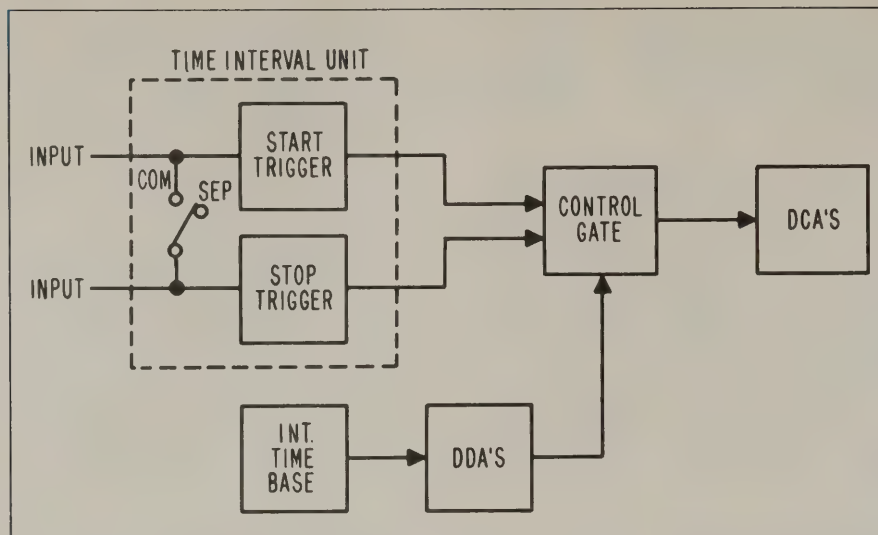 TIME INTERVAL UNIT
INPUT
COM
SEP
START
TRIGGER
INPUT
STOP
TRIGGER
CONTROL
GATE
DCA'S
INT.
TIME
BASE
DDA'S